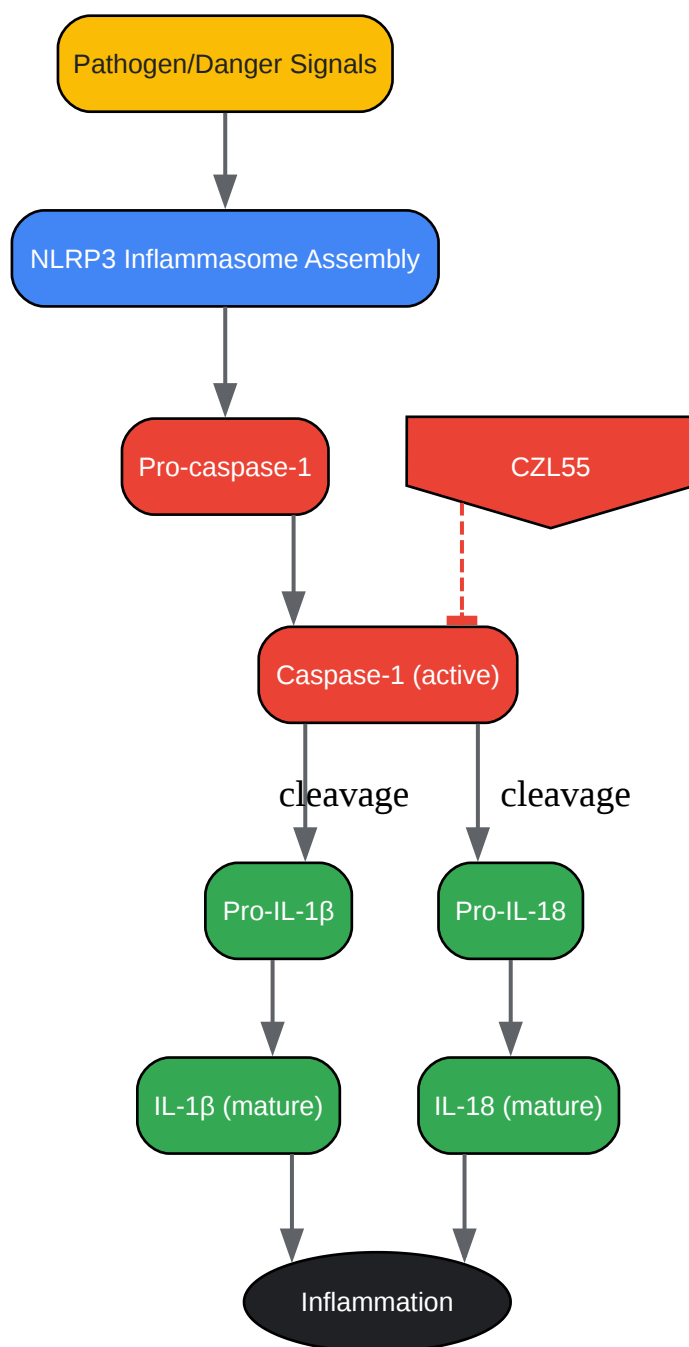 Pathogen/Danger Signals
NLRP3 Inflammasome Assembly
Pro-caspase-1
CZL55
Caspase-1 (active)
cleavage
cleavage
Pro-IL-1β
Pro-IL-18
IL-1β (mature)
IL-18 (mature)
Inflammation